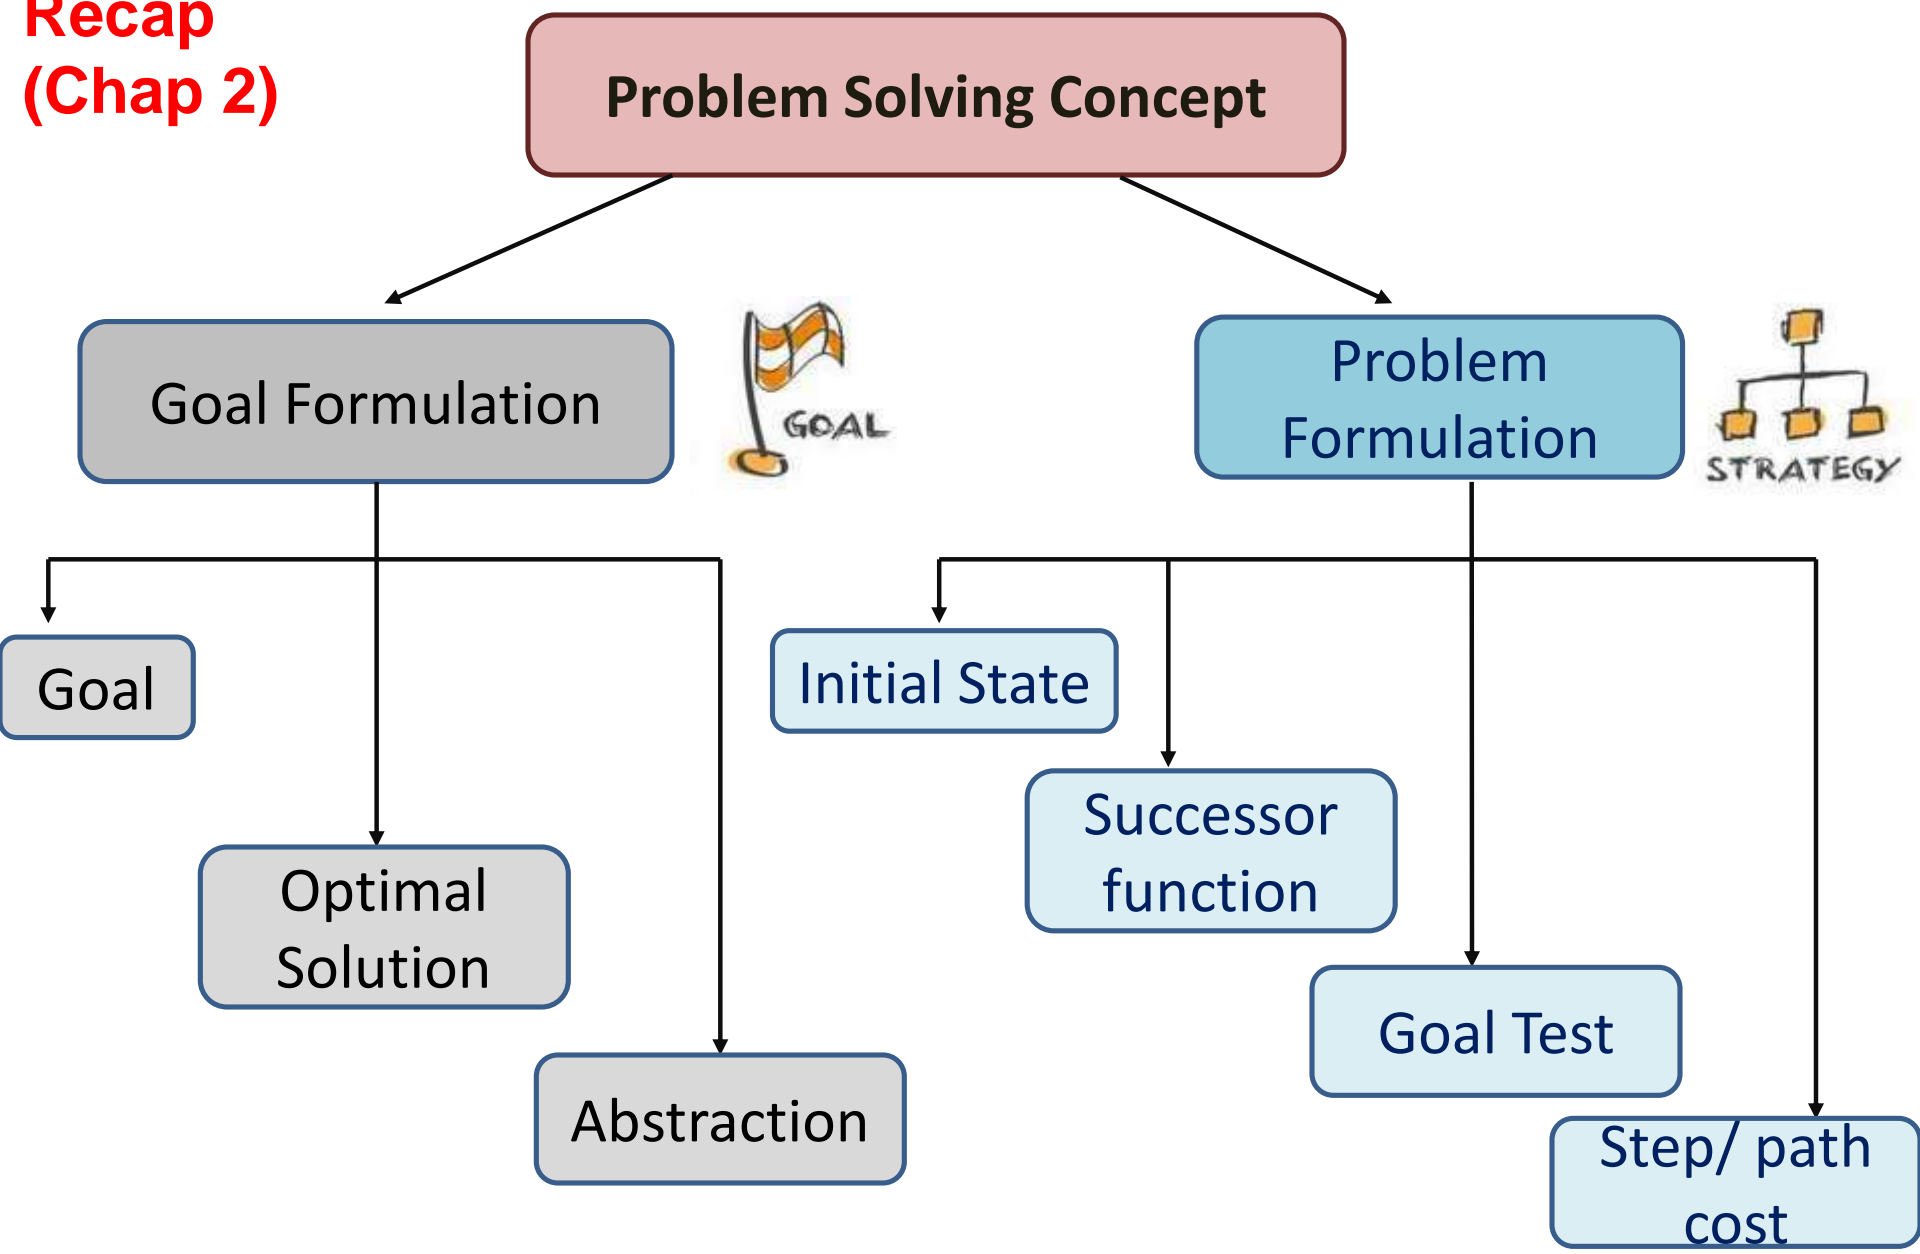 Recap
(Chap 2)
Problem Solving Concept
Goal Formulation
GOAL
Problem
Formulation
STRATEGY
Goal
Initial State
Successor
function
Optimal
Solution
Goal Test
Abstraction
Step/ path
cost